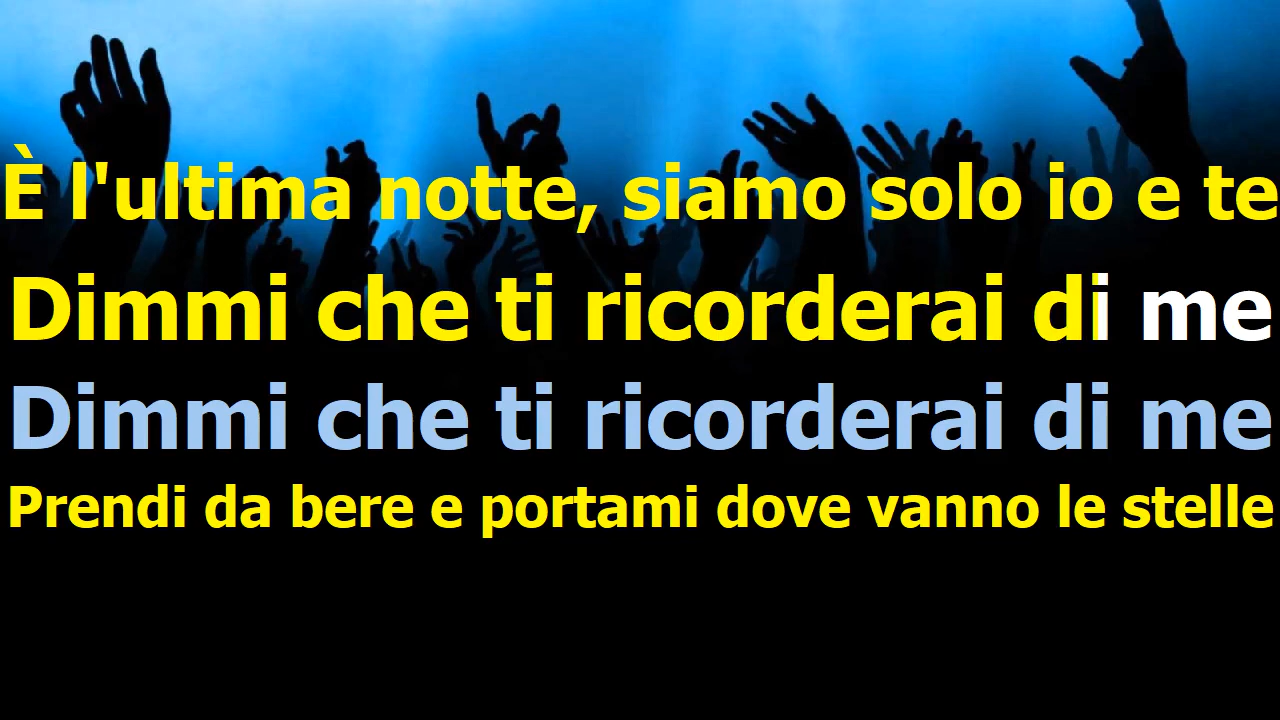 È l'ultima notte, siamo solo io e te
Dimmi che ti ricorderai di me
Dimmi che ti ricorderai di me
Prendi da bere e portami dove vanno le stelle